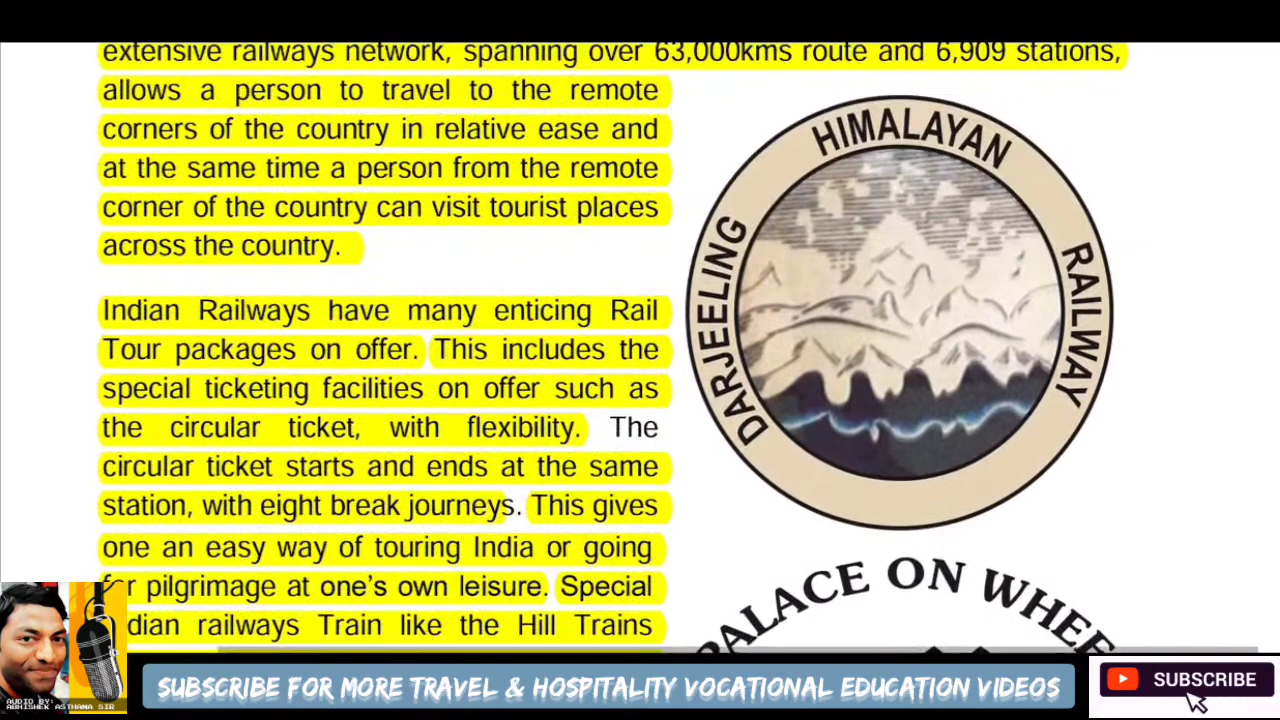 extensive railways network, spanning over 63,000kms route and 6,909 stations,
allows a person to travel to the remote
corners of the country in relative ease and
at the same time a person from the remote
corner of the country can visit tourist places
across the country.
Indian Railways have many enticing Rail
Tour packages on offer. This includes the
special ticketing facilities on offer such as
the circular ticket, with flexibility. The
circular ticket starts and ends at the same
station, with eight break journeys. This gives
one an easy way of touring India or going
pilgrimage at one's own leisure. Special
railways Train like the Hill Trains
DARJEELING HIMALAYAN RAILWAY
PALACE ON
AUDIO BY:
ABHISHEK ASTHANA SIR
SUBSCRIBE FOR MORE TRAVEL & HOSPITALITY VOCATIONAL EDUCATION VIDEOS
SUBSCRIBE